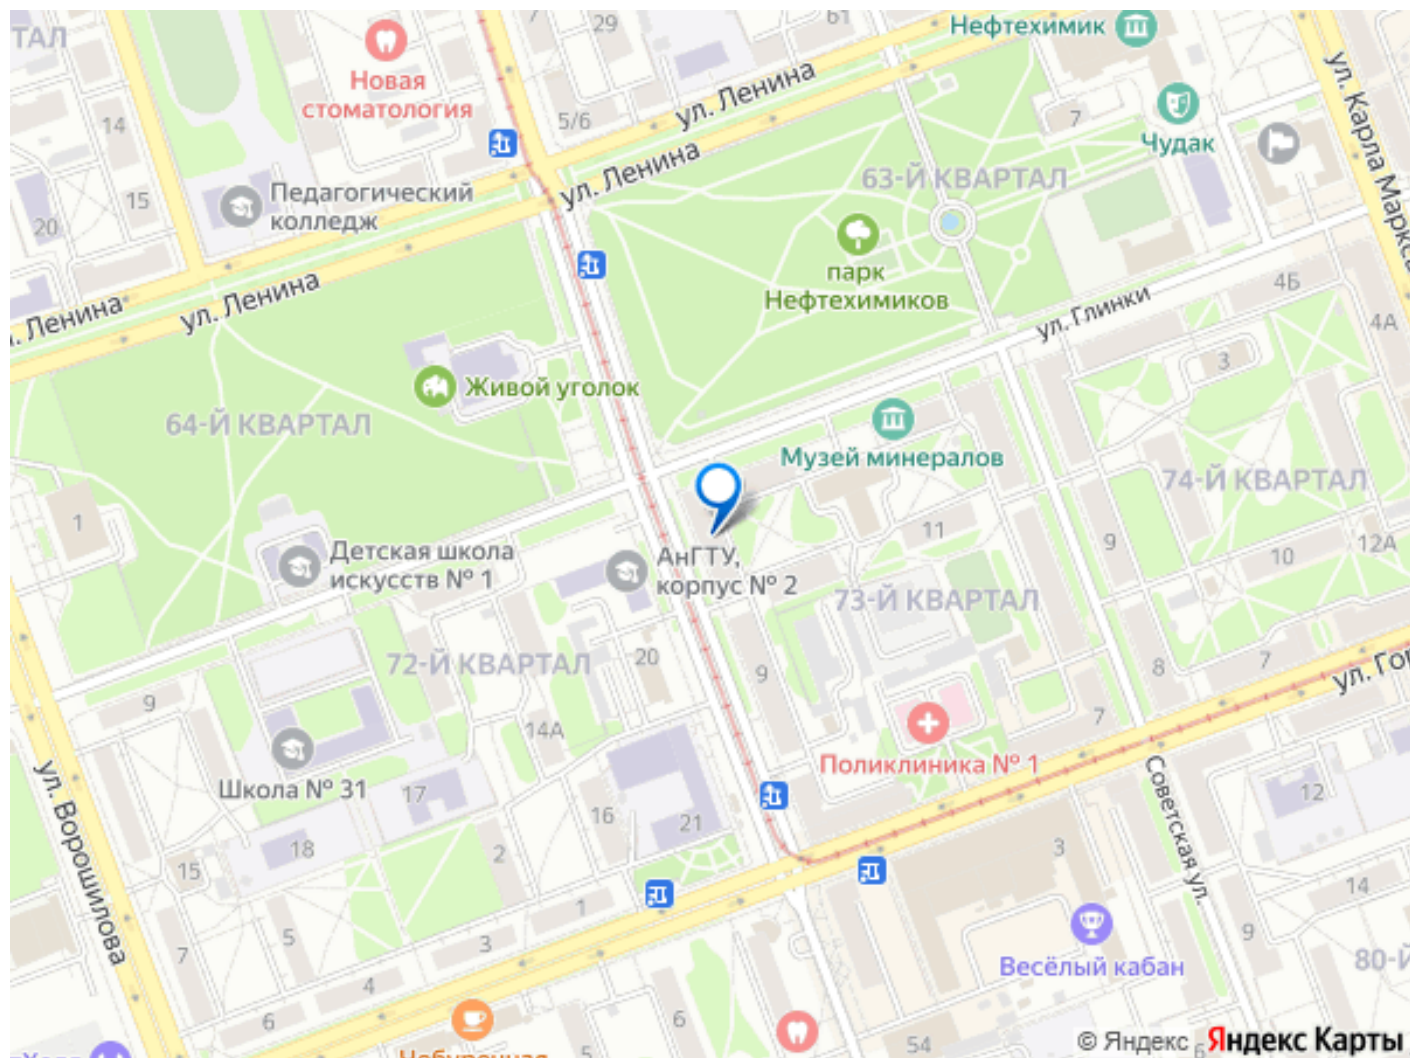 ТАЛ
7
29
61
Нефтехимик
ул. Карла Маркса
Новая
стоматология
ул. Ленина
5/6
7
14
Чудак
ул. Ленина
63-Й КВАРТАЛ
Педагогический
колледж
15
20
парк
Нефтехимиков
4Б
ул. Ленина
Ленина
ул. Глинки
4А
3
Живой уголок
64-Й КВАРТАЛ
Музей минералов
74-Й КВАРТАЛ
1
11
9
12А
10
Детская школа
искусств № 1
АнГТУ,
корпус № 2
73-Й КВАРТАЛ
72-Й КВАРТАЛ
20
9
8
7
9
7
14А
Поликлиника № 1
Школа № 31
17
ул. Ворошилова
16
21
Советская ул.
12
18
2
3
15
14
1
5
3
9
7
Весёлый кабан
80-Й
4
6
6
54
5
© Яндекс Яндекс Карты